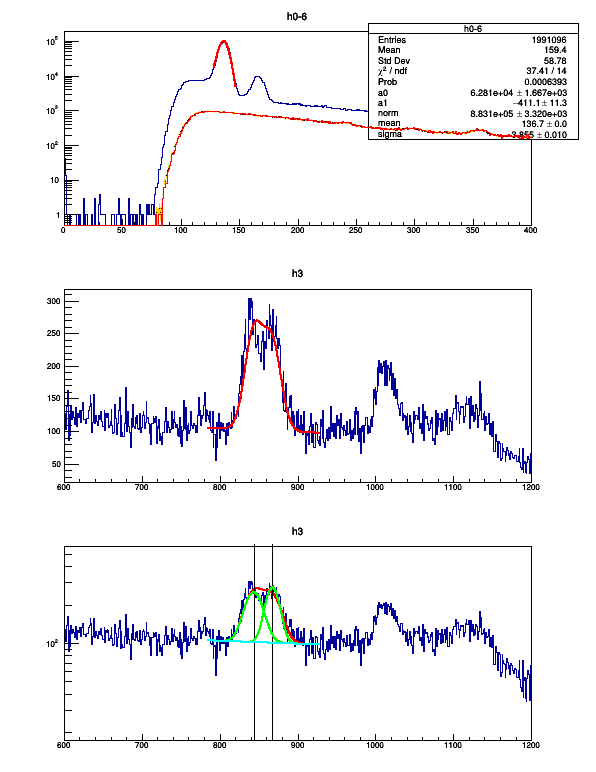 h0-6
h0-6
Entries 1991096
Mean 159.4
Std Dev 58.78
χ² / ndf 37.41 / 14
Prob 0.0006393
a0 6.281e+04 ± 1.667e+03
a1 −411.1 ± 11.3
norm 8.831e+05 ± 3.320e+03
mean 136.7 ± 0.0
sigma 3.855 ± 0.010
10⁵
10⁴
10³
10²
10
1
0 50 100 150 200 250 300 350 400
h3
300
250
200
150
100
50
600 700 800 900 1000 1100 1200
h3
10²
600 700 800 900 1000 1100 1200